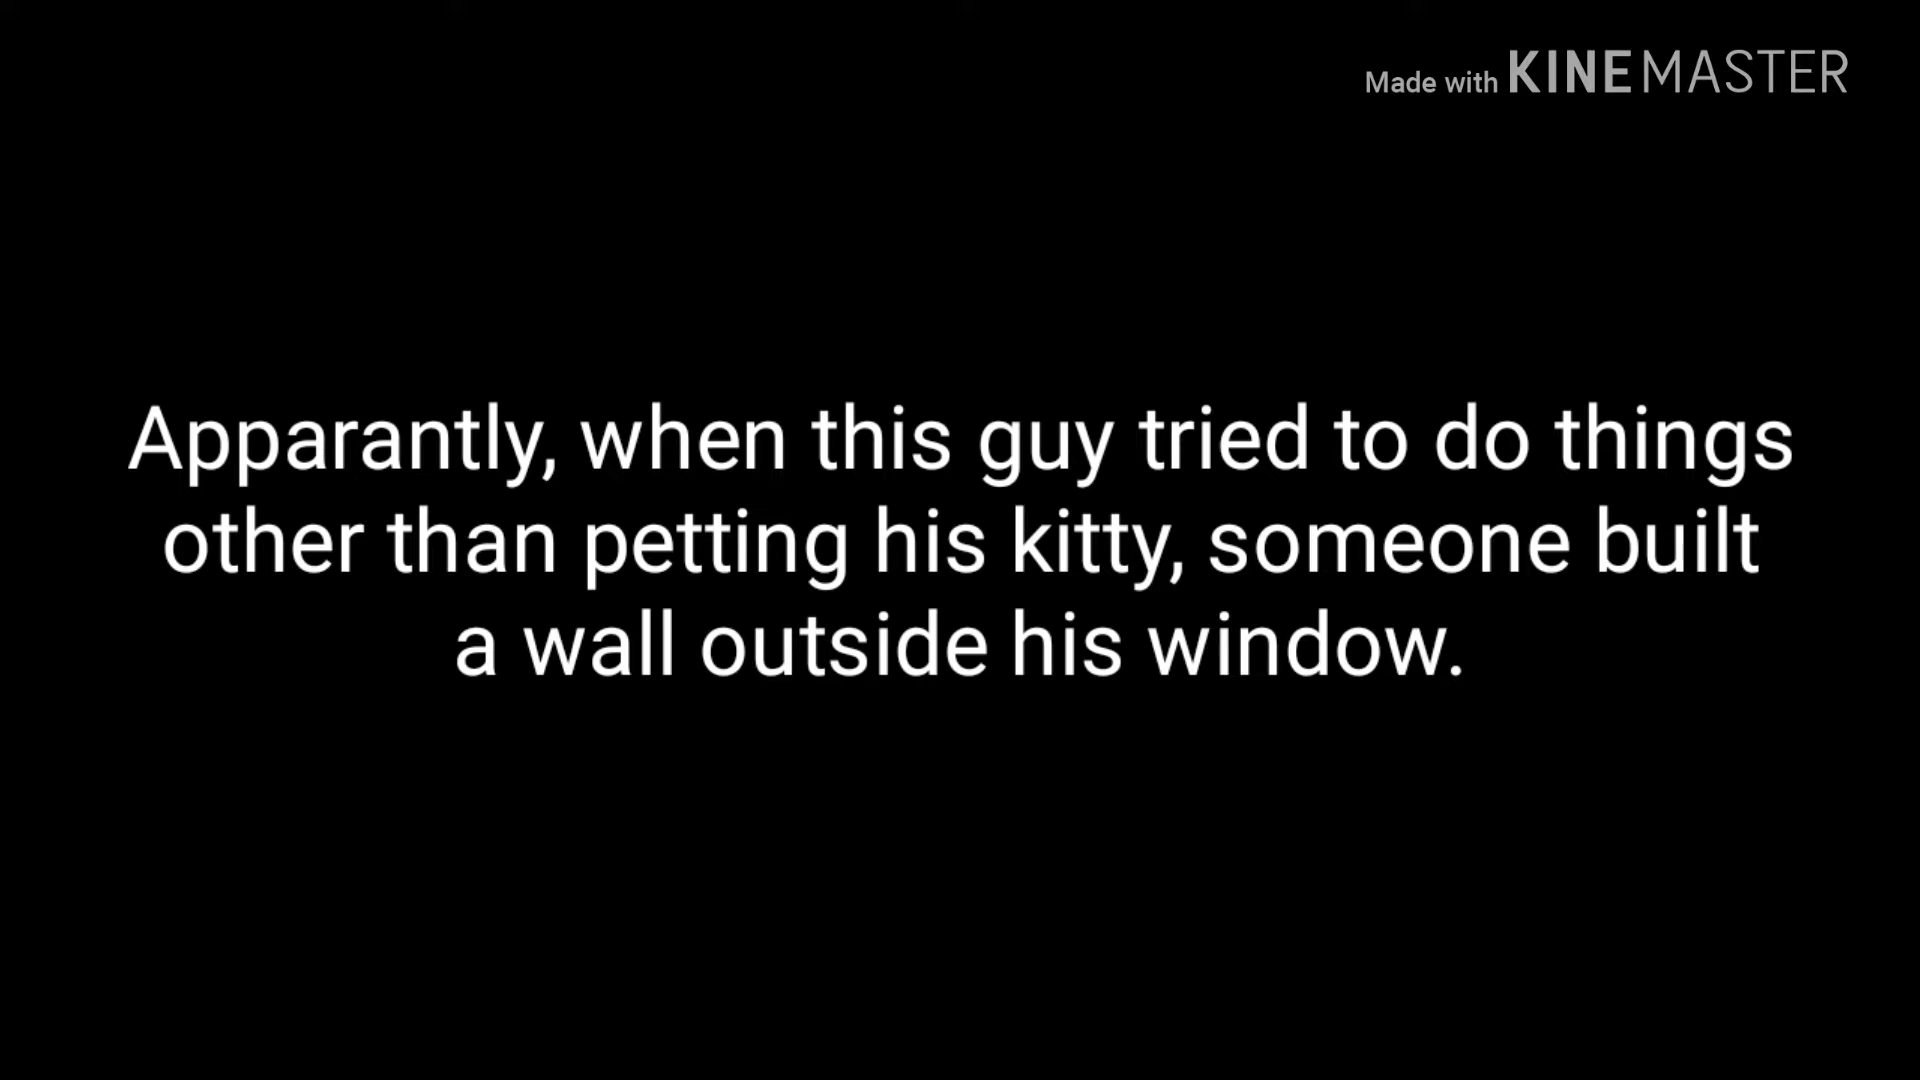 Made with KINEMASTER
Apparantly, when this guy tried to do things
other than petting his kitty, someone built
a wall outside his window.